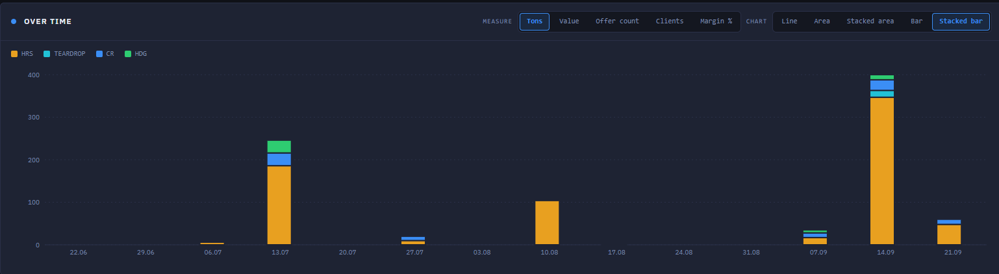 OVER TIME
MEASURE Tons Value Offer count Clients Margin % CHART Line Area Stacked area Bar Stacked bar
HRS TEARDROP CR HDG
400
300
200
100
0
22.06 29.06 06.07 13.07 20.07 27.07 03.08 10.08 17.08 24.08 31.08 07.09 14.09 21.09